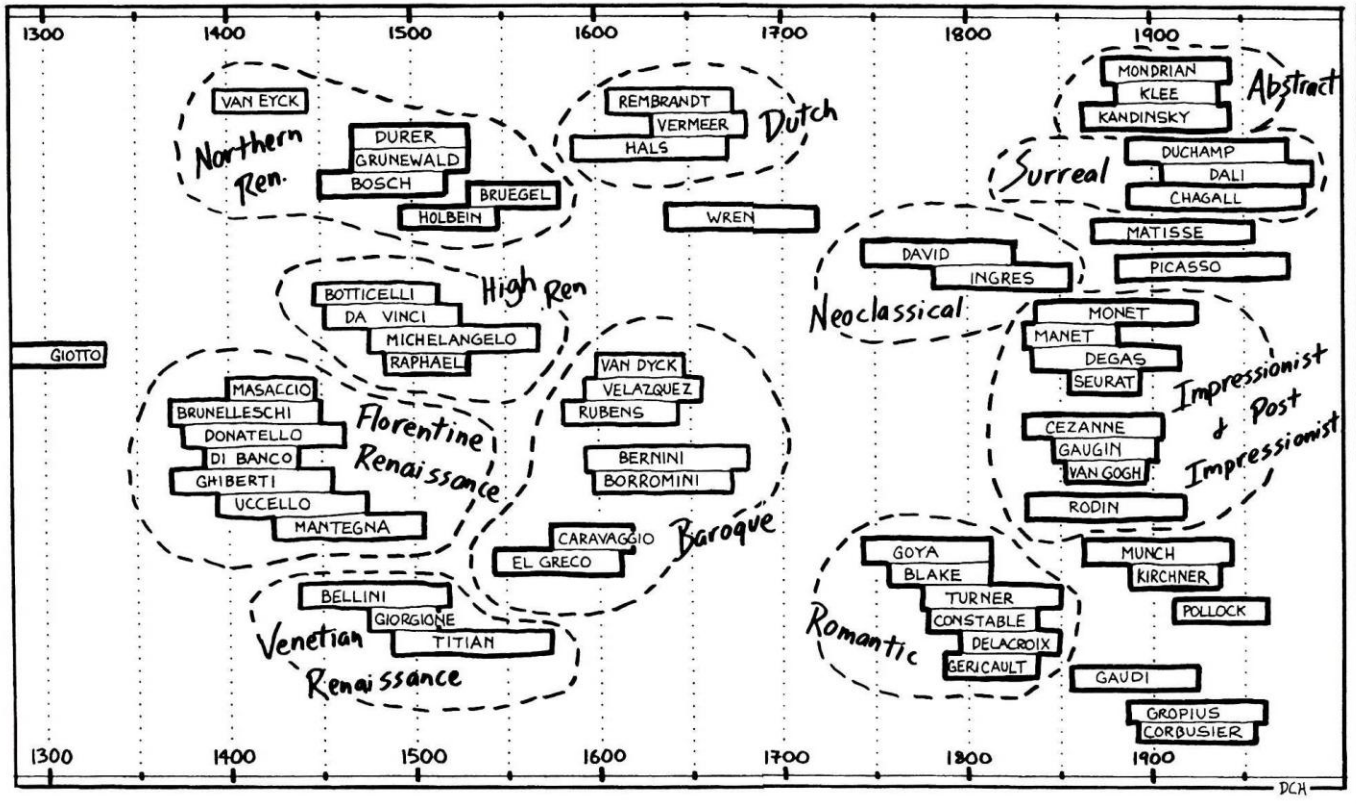 1300 1400 1500 1600 1700 1800 1900
VAN EYCK
DURER
GRUNEWALD
BOSCH
BRUEGEL
HOLBEIN
Northern
Ren.
REMBRANDT
VERMEER
HALS
Dutch
WREN
MONDRIAN
KLEE
KANDINSKY
Abstract
DUCHAMP
DALI
CHAGALL
Surreal
MATISSE
PICASSO
DAVID
INGRES
Neoclassical
BOTTICELLI
DA VINCI
MICHELANGELO
RAPHAEL
High Ren
GIOTTO
MASACCIO
BRUNELLESCHI
DONATELLO
DI BANCO
GHIBERTI
UCCELLO
MANTEGNA
Florentine
Renaissance
VAN DYCK
VELAZQUEZ
RUBENS
BERNINI
BORROMINI
CARAVAGGIO
EL GRECO
Baroque
MONET
MANET
DEGAS
SEURAT
CEZANNE
GAUGIN
VAN GOGH
RODIN
Impressionist
& Post
Impressionist
BELLINI
GIORGIONE
TITIAN
Venetian
Renaissance
GOYA
BLAKE
TURNER
CONSTABLE
DELACROIX
GERICAULT
Romantic
MUNCH
KIRCHNER
POLLOCK
GAUDI
GROPIUS
CORBUSIER
1300 1400 1500 1600 1700 1800 1900
DCH